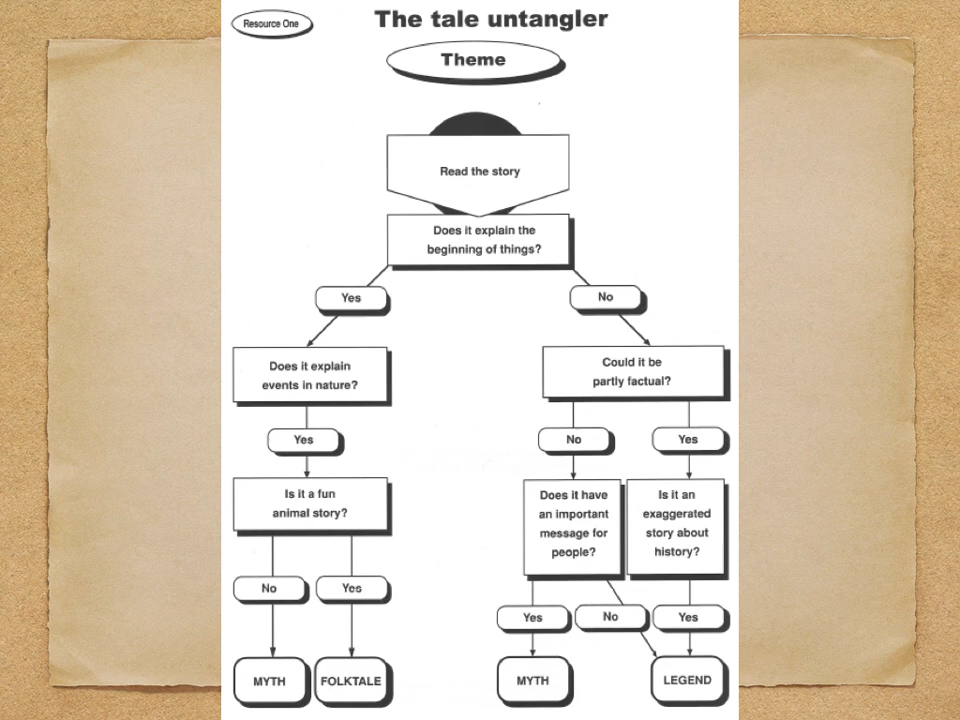 Resource One
The tale untangler
Theme
Read the story
Does it explain the
beginning of things?
Yes
No
Does it explain
events in nature?
Could it be
partly factual?
Yes
No
Yes
Is it a fun
animal story?
Does it have
an important
message for
people?
Is it an
exaggerated
story about
history?
No
Yes
Yes
No
Yes
MYTH
FOLKTALE
MYTH
LEGEND